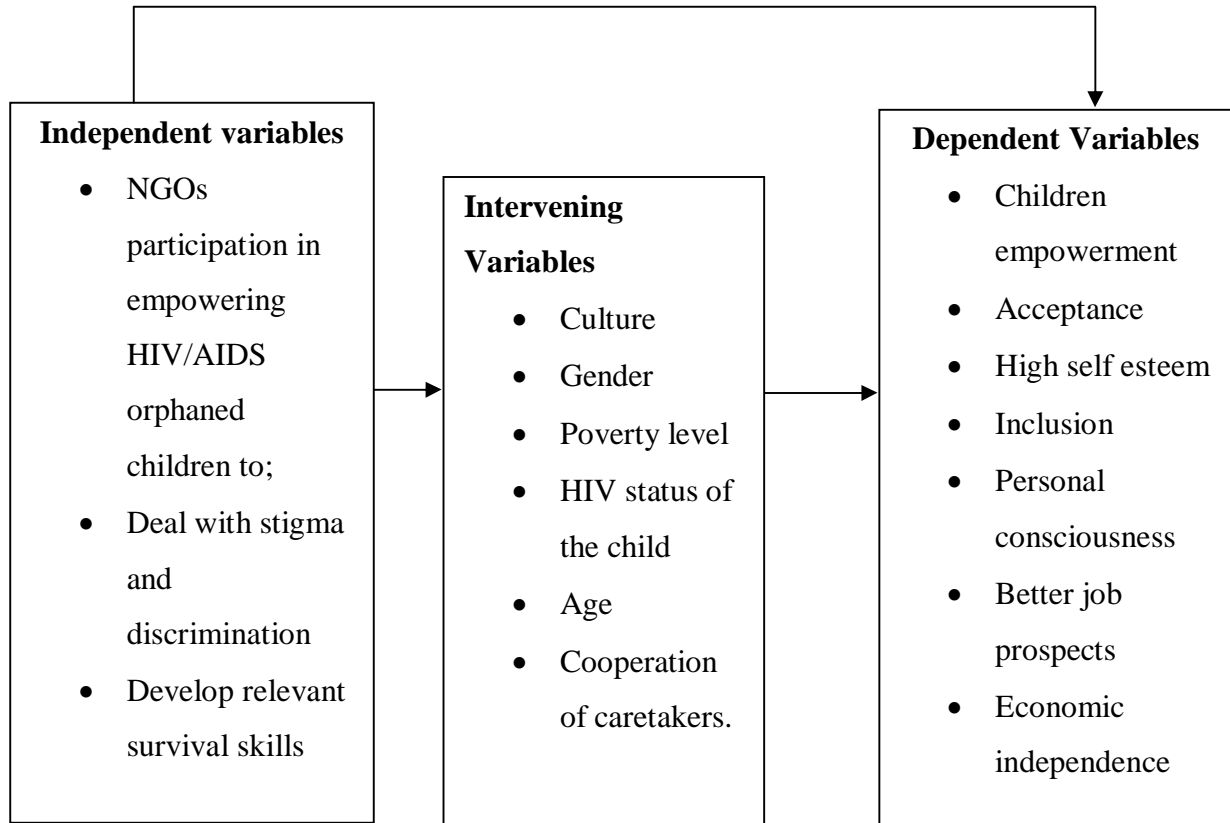 Independent variables
• NGOs
participation in
empowering
HIV/AIDS
orphaned
children to;
• Deal with stigma
and
discrimination
• Develop relevant
survival skills
Intervening
Variables
• Culture
• Gender
• Poverty level
• HIV status of
the child
• Age
• Cooperation
of caretakers.
Dependent Variables
• Children
empowerment
• Acceptance
• High self esteem
• Inclusion
• Personal
consciousness
• Better job
prospects
• Economic
independence